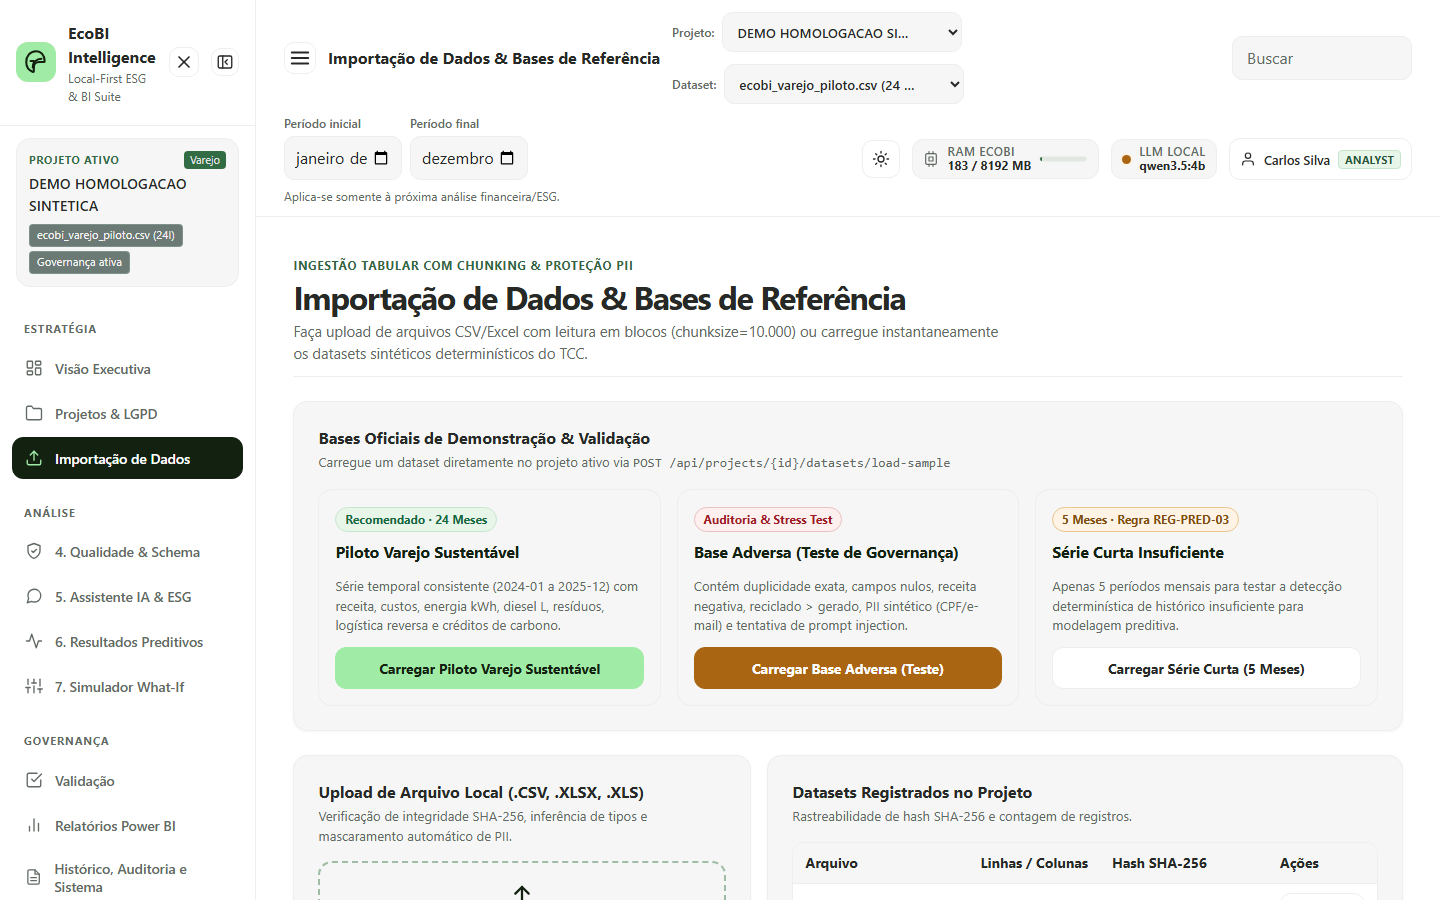 EcoBI
Intelligence
Local-First ESG
& BI Suite
PROJETO ATIVO
Varejo
DEMO HOMOLOGACAO
SINTETICA
ecobi_varejo_piloto.csv (24l)
Governança ativa
ESTRATÉGIA
Visão Executiva
Projetos & LGPD
Importação de Dados
ANÁLISE
4. Qualidade & Schema
5. Assistente IA & ESG
6. Resultados Preditivos
7. Simulador What-If
GOVERNANÇA
Validação
Relatórios Power BI
Histórico, Auditoria e
Sistema
Importação de Dados & Bases de Referência
Projeto:
DEMO HOMOLOGACAO SI...
Dataset:
ecobi_varejo_piloto.csv (24 ...
Buscar
Período inicial
Período final
janeiro de
dezembro
Aplica-se somente à próxima análise financeira/ESG.
RAM ECOBI
183 / 8192 MB
LLM LOCAL
qwen3.5:4b
Carlos Silva
ANALYST
INGESTÃO TABULAR COM CHUNKING & PROTEÇÃO PII
Importação de Dados & Bases de Referência
Faça upload de arquivos CSV/Excel com leitura em blocos (chunksize=10.000) ou carregue instantaneamente
os datasets sintéticos determinísticos do TCC.
Bases Oficiais de Demonstração & Validação
Carregue um dataset diretamente no projeto ativo via POST /api/projects/{id}/datasets/load-sample
Recomendado · 24 Meses
Piloto Varejo Sustentável
Série temporal consistente (2024-01 a 2025-12) com
receita, custos, energia kWh, diesel L, resíduos,
logística reversa e créditos de carbono.
Carregar Piloto Varejo Sustentável
Auditoria & Stress Test
Base Adversa (Teste de Governança)
Contém duplicidade exata, campos nulos, receita
negativa, reciclado > gerado, PII sintético (CPF/e-
mail) e tentativa de prompt injection.
Carregar Base Adversa (Teste)
5 Meses · Regra REG-PRED-03
Série Curta Insuficiente
Apenas 5 períodos mensais para testar a detecção
determinística de histórico insuficiente para
modelagem preditiva.
Carregar Série Curta (5 Meses)
Upload de Arquivo Local (.CSV, .XLSX, .XLS)
Verificação de integridade SHA-256, inferência de tipos e
mascaramento automático de PII.
Datasets Registrados no Projeto
Rastreabilidade de hash SHA-256 e contagem de registros.
Arquivo
Linhas / Colunas
Hash SHA-256
Ações